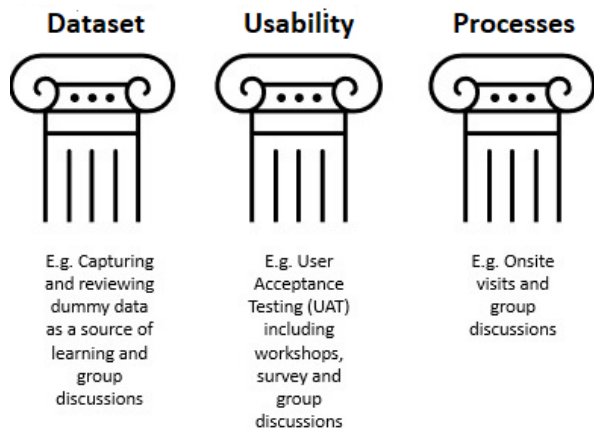 Dataset
Usability
Processes
E.g. Capturing
and reviewing
dummy data
as a source of
learning and
group
discussions
E.g. User
Acceptance
Testing (UAT)
including
workshops,
survey and
group
discussions
E.g. Onsite
visits and
group
discussions